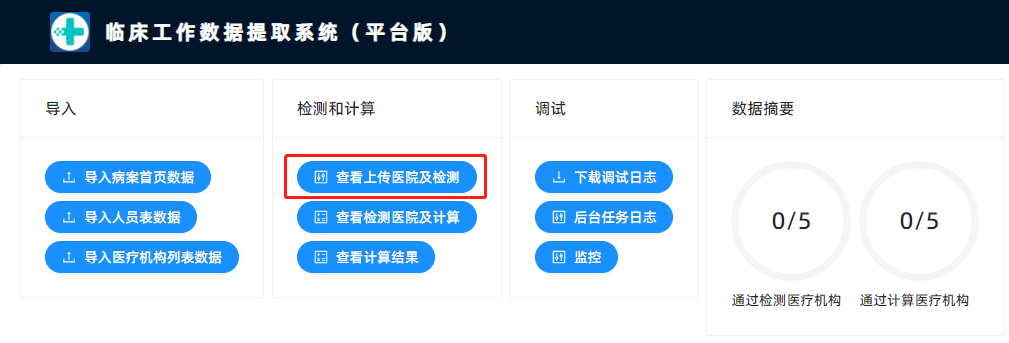 临床工作数据提取系统（平台版）
导入
导入病案首页数据
导入人员表数据
导入医疗机构列表数据
检测和计算
查看上传医院及检测
查看检测医院及计算
查看计算结果
调试
下载调试日志
后台任务日志
监控
数据摘要
0/5
通过检测医疗机构
0/5
通过计算医疗机构